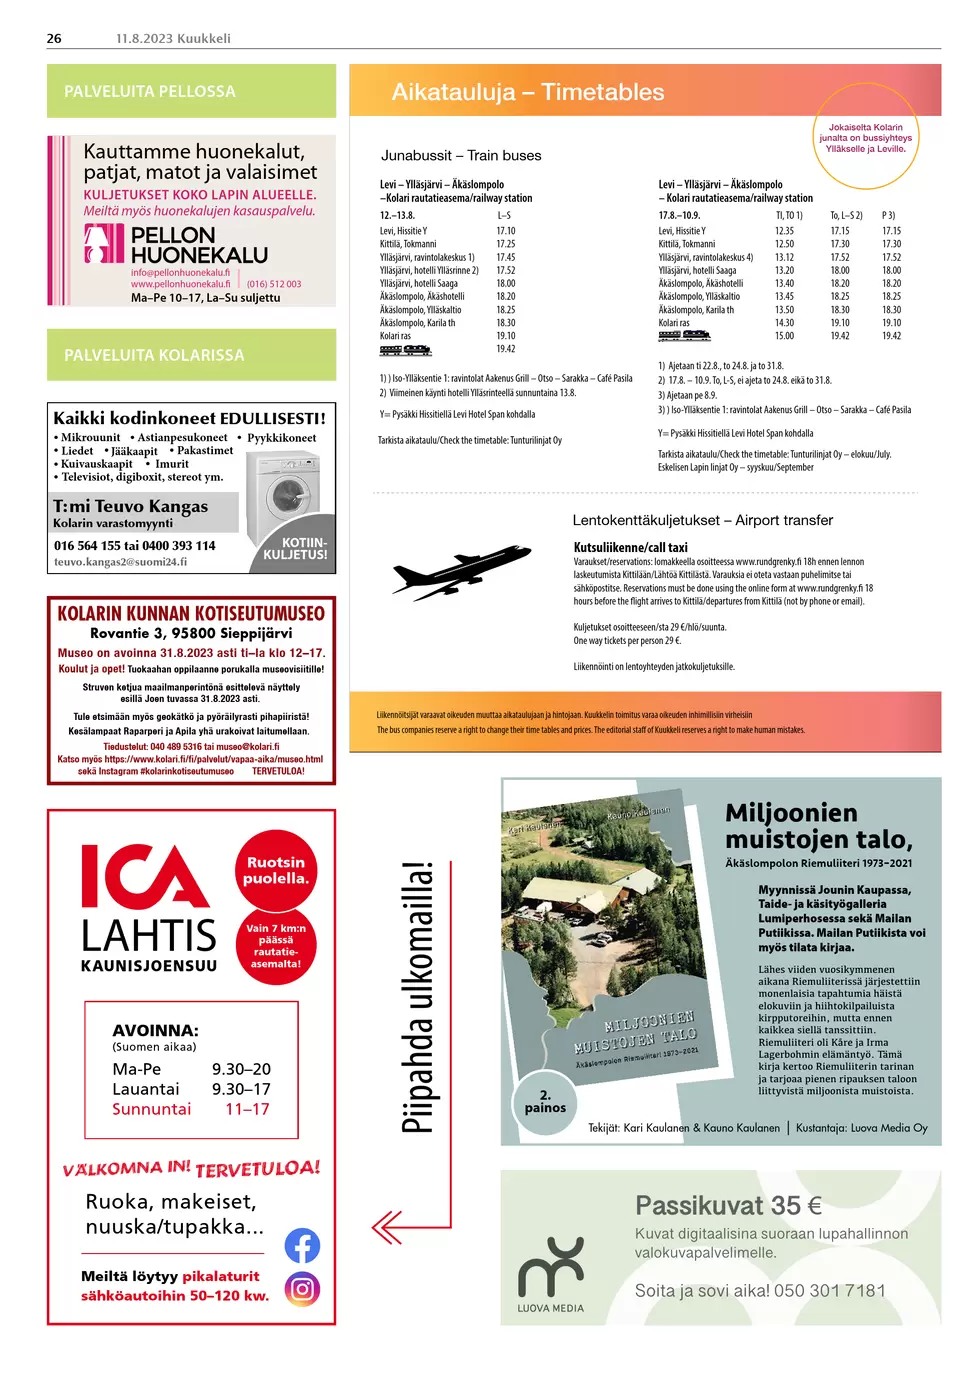 26
11.8.2023 Kuukkeli
PALVELUITA PELLOSSA
Kauttamme huonekalut,
patjat, matot ja valaisimet
KULJETUKSET KOKO LAPIN ALUEELLE.
Meiltä myös huonekalujen kasauspalvelu.
PELLON
HUONEKALU
info@pellonhuonekalu.fi
www.pellonhuonekalu.fi
(016) 512 003
Ma–Pe 10–17, La–Su suljettu
PALVELUITA KOLARISSA
Kaikki kodinkoneet EDULLISESTI!
• Mikrouunit • Astianpesukoneet • Pyykkikoneet
• Liedet • Jääkaapit • Pakastimet
• Kuivauskaapit • Imurit
• Televisiot, digiboxit, stereot ym.
T:mi Teuvo Kangas
Kolarin varastomyynti
016 564 155 tai 0400 393 114
teuvo.kangas2@suomi24.fi
KOTIIN-
KULJETUS!
KOLARIN KUNNAN KOTISEUTUMUSEO
Rovantie 3, 95800 Sieppijärvi
Museo on avoinna 31.8.2023 asti ti–la klo 12–17.
Koulut ja opet! Tuokaahan oppilaanne porukalla museovisiitille!
Struven ketjua maailmanperintönä esittelevä näyttely
esillä Joen tuvassa 31.8.2023 asti.
Tule etsimään myös geokätkö ja pyöräilyrasti pihapiiristä!
Kesälampaat Raparperi ja Apila yhä urakoivat laitumellaan.
Tiedustelut: 040 489 5316 tai museo@kolari.fi
Katso myös https://www.kolari.fi/fi/palvelut/vapaa-aika/museo.html
sekä Instagram #kolarinkotiseutumuseo TERVETULOA!
ICA
LAHTIS
KAUNISJOENSUU
Ruotsin
puolella.
Vain 7 km:n
päässä
rautatie-
asemalta!
AVOINNA:
(Suomen aikaa)
Ma-Pe 9.30–20
Lauantai 9.30–17
Sunnuntai 11–17
VÄLKOMNA IN! TERVETULOA!
Ruoka, makeiset,
nuuska/tupakka...
Meiltä löytyy pikalaturit
sähköautoihin 50–120 kw.
Aikatauluja – Timetables
Jokaiselta Kolarin
junalta on bussiyhteys
Ylläkselle ja Leville.
Junabussit – Train buses
Levi – Ylläsjärvi – Äkäslompolo
–Kolari rautatieasema/railway station
12.–13.8. L–S
Levi, Hissitie Y 17.10
Kittilä, Tokmanni 17.25
Ylläsjärvi, ravintolakeskus 1) 17.45
Ylläsjärvi, hotelli Ylläsrinne 2) 17.52
Ylläsjärvi, hotelli Saaga 18.00
Äkäslompolo, Äkäshotelli 18.20
Äkäslompolo, Ylläskaltio 18.25
Äkäslompolo, Karila th 18.30
Kolari ras 19.10
19.42
1) ) Iso-Ylläksentie 1: ravintolat Aakenus Grill – Otso – Sarakka – Café Pasila
2) Viimeinen käynti hotelli Ylläsrinteellä sunnuntaina 13.8.
Y= Pysäkki Hissitiellä Levi Hotel Span kohdalla
Tarkista aikataulu/Check the timetable: Tunturilinjat Oy
Levi – Ylläsjärvi – Äkäslompolo
– Kolari rautatieasema/railway station
17.8.–10.9. TI, TO 1) To, L–S 2) P 3)
Levi, Hissitie Y 12.35 17.15 17.15
Kittilä, Tokmanni 12.50 17.30 17.30
Ylläsjärvi, ravintolakeskus 4) 13.12 17.52 17.52
Ylläsjärvi, hotelli Saaga 13.20 18.00 18.00
Äkäslompolo, Äkäshotelli 13.40 18.20 18.20
Äkäslompolo, Ylläskaltio 13.45 18.25 18.25
Äkäslompolo, Karila th 13.50 18.30 18.30
Kolari ras 14.30 19.10 19.10
15.00 19.42 19.42
1) Ajetaan ti 22.8., to 24.8. ja to 31.8.
2) 17.8. – 10.9. To, L-S, ei ajeta to 24.8. eikä to 31.8.
3) Ajetaan pe 8.9.
3) ) Iso-Ylläksentie 1: ravintolat Aakenus Grill – Otso – Sarakka – Café Pasila
Y= Pysäkki Hissitiellä Levi Hotel Span kohdalla
Tarkista aikataulu/Check the timetable: Tunturilinjat Oy – elokuu/July.
Eskelisen Lapin linjat Oy – syyskuu/September
Lentokenttäkuljetukset – Airport transfer
Kutsuliikenne/call taxi
Varaukset/reservations: lomakkeella osoitteessa www.rundgrenky.fi 18h ennen lennon
laskeutumista Kittilään/Lähtöä Kittilästä. Varauksia ei oteta vastaan puhelimitse tai
sähköpostitse. Reservations must be done using the online form at www.rundgrenky.fi 18
hours before the flight arrives to Kittilä/departures from Kittilä (not by phone or email).
Kuljetukset osoitteeseen/sta 29 €/hlö/suunta.
One way tickets per person 29 €.
Liikennöinti on lentoyhteyden jatkokuljetuksille.
Liikennöitsijät varaavat oikeuden muuttaa aikataulujaan ja hintojaan. Kuukkelin toimitus varaa oikeuden inhimillisiin virheisiin
The bus companies reserve a right to change their time tables and prices. The editorial staff of Kuukkeli reserves a right to make human mistakes.
Piipahda ulkomailla!
Kari Kaulanen
Kauno Kaulanen
MILJOONIEN
MUISTOJEN TALO
Äkäslompolon Riemuliiteri 1973–2021
2.
painos
Miljoonien
muistojen talo,
Äkäslompolon Riemuliiteri 1973–2021
Myynnissä Jounin Kaupassa,
Taide- ja käsityögalleria
Lumiperhosessa sekä Mailan
Putiikissa. Mailan Putiikista voi
myös tilata kirjaa.
Lähes viiden vuosikymmenen
aikana Riemuliiterissä järjestettiin
monenlaisia tapahtumia häistä
elokuviin ja hiihtokilpailuista
kirpputoreihin, mutta ennen
kaikkea siellä tanssittiin.
Riemuliiteri oli Kåre ja Irma
Lagerbohmin elämäntyö. Tämä
kirja kertoo Riemuliiterin tarinan
ja tarjoaa pienen ripauksen taloon
liittyvistä miljoonista muistoista.
Tekijät: Kari Kaulanen & Kauno Kaulanen | Kustantaja: Luova Media Oy
LUOVA MEDIA
Passikuvat 35 €
Kuvat digitaalisina suoraan lupahallinnon
valokuvapalvelimelle.
Soita ja sovi aika! 050 301 7181